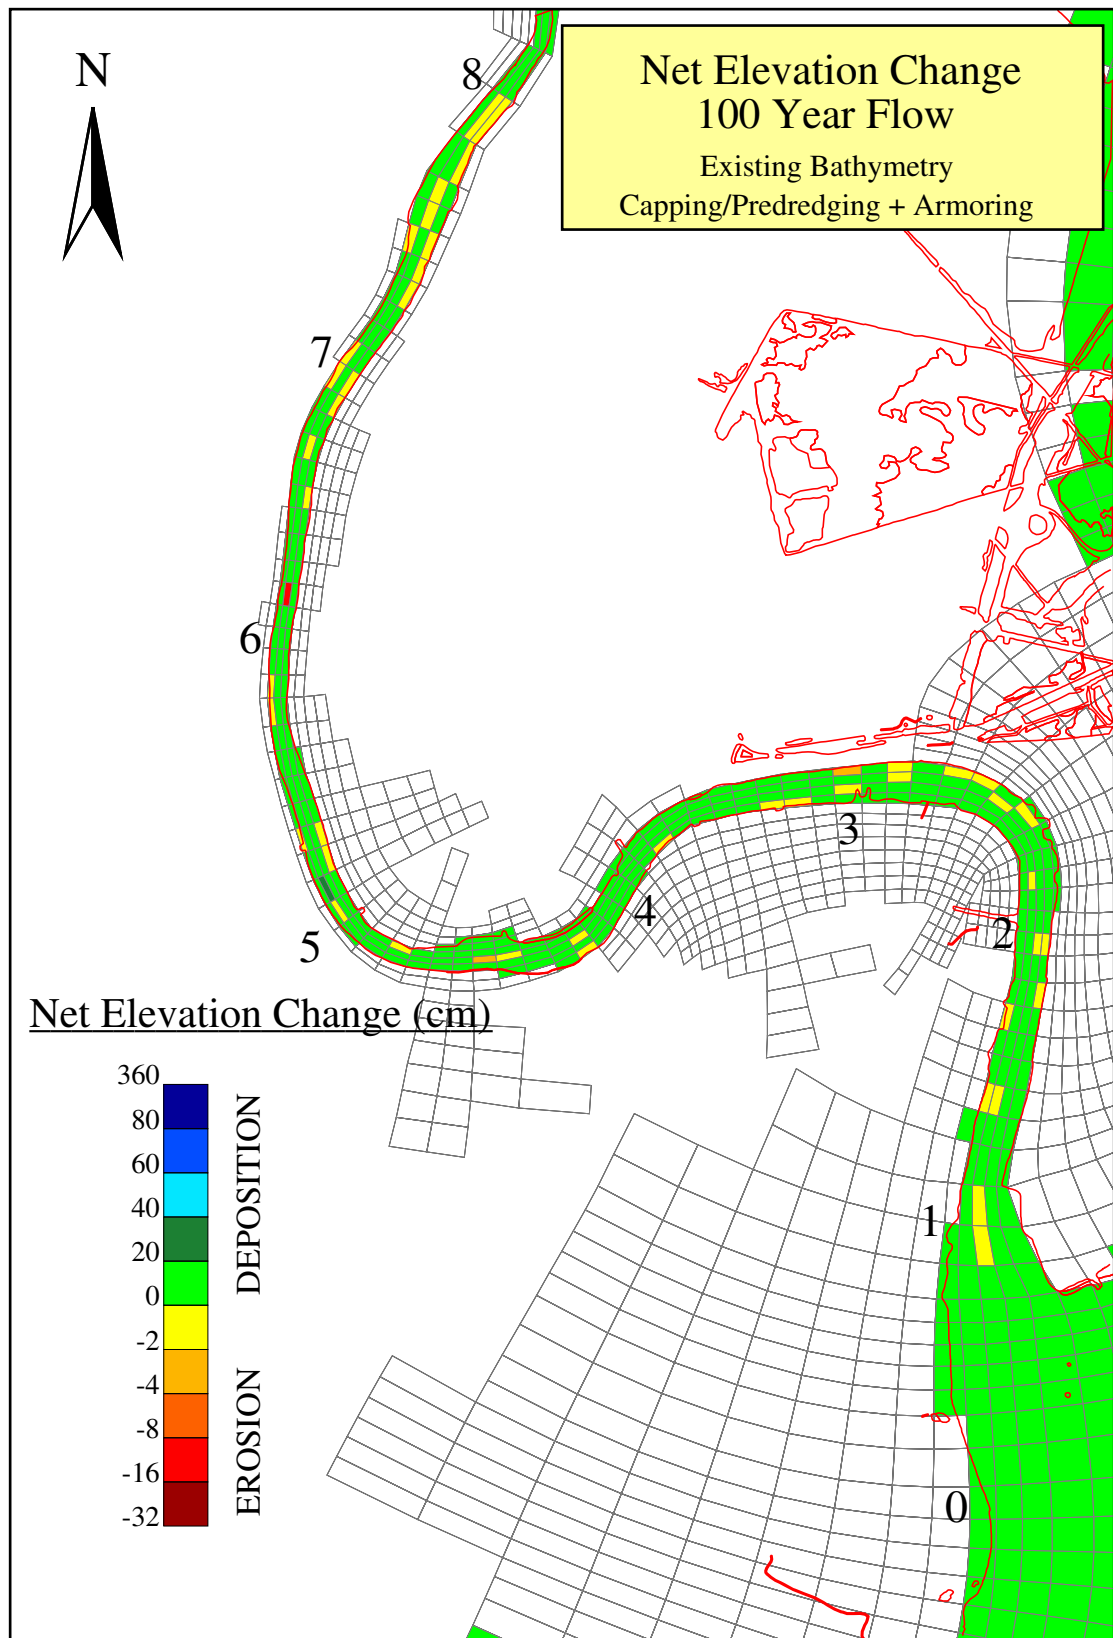 Net Elevation Change
100 Year Flow
Existing Bathymetry
Capping/Predredging + Armoring
N
8
7
6
5
4
3
2
1
0
Net Elevation Change (cm)
360
80
60
40
20
0
-2
-4
-8
-16
-32
DEPOSITION
EROSION